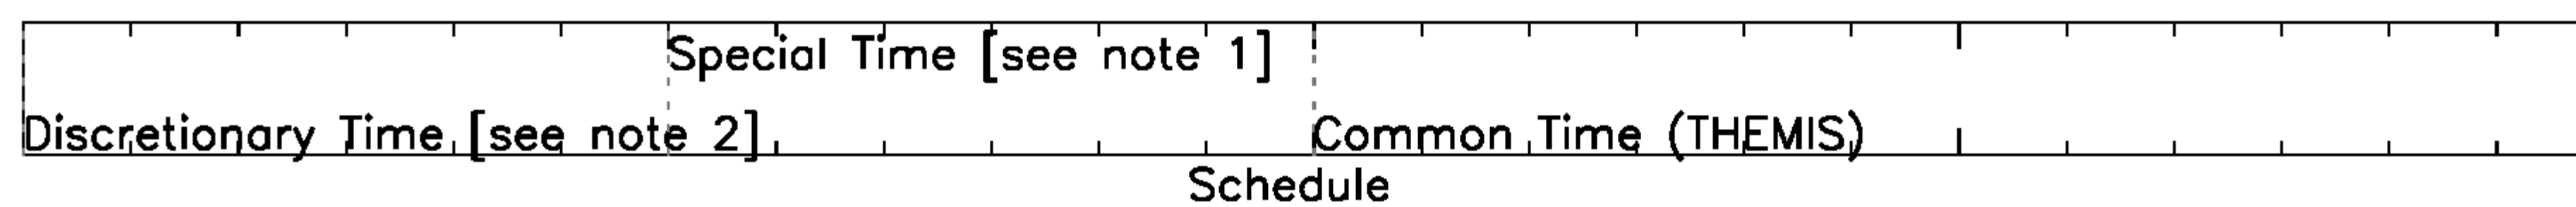 Special Time [see note 1]
Discretionary Time [see note 2]
Common Time (THEMIS)
Schedule